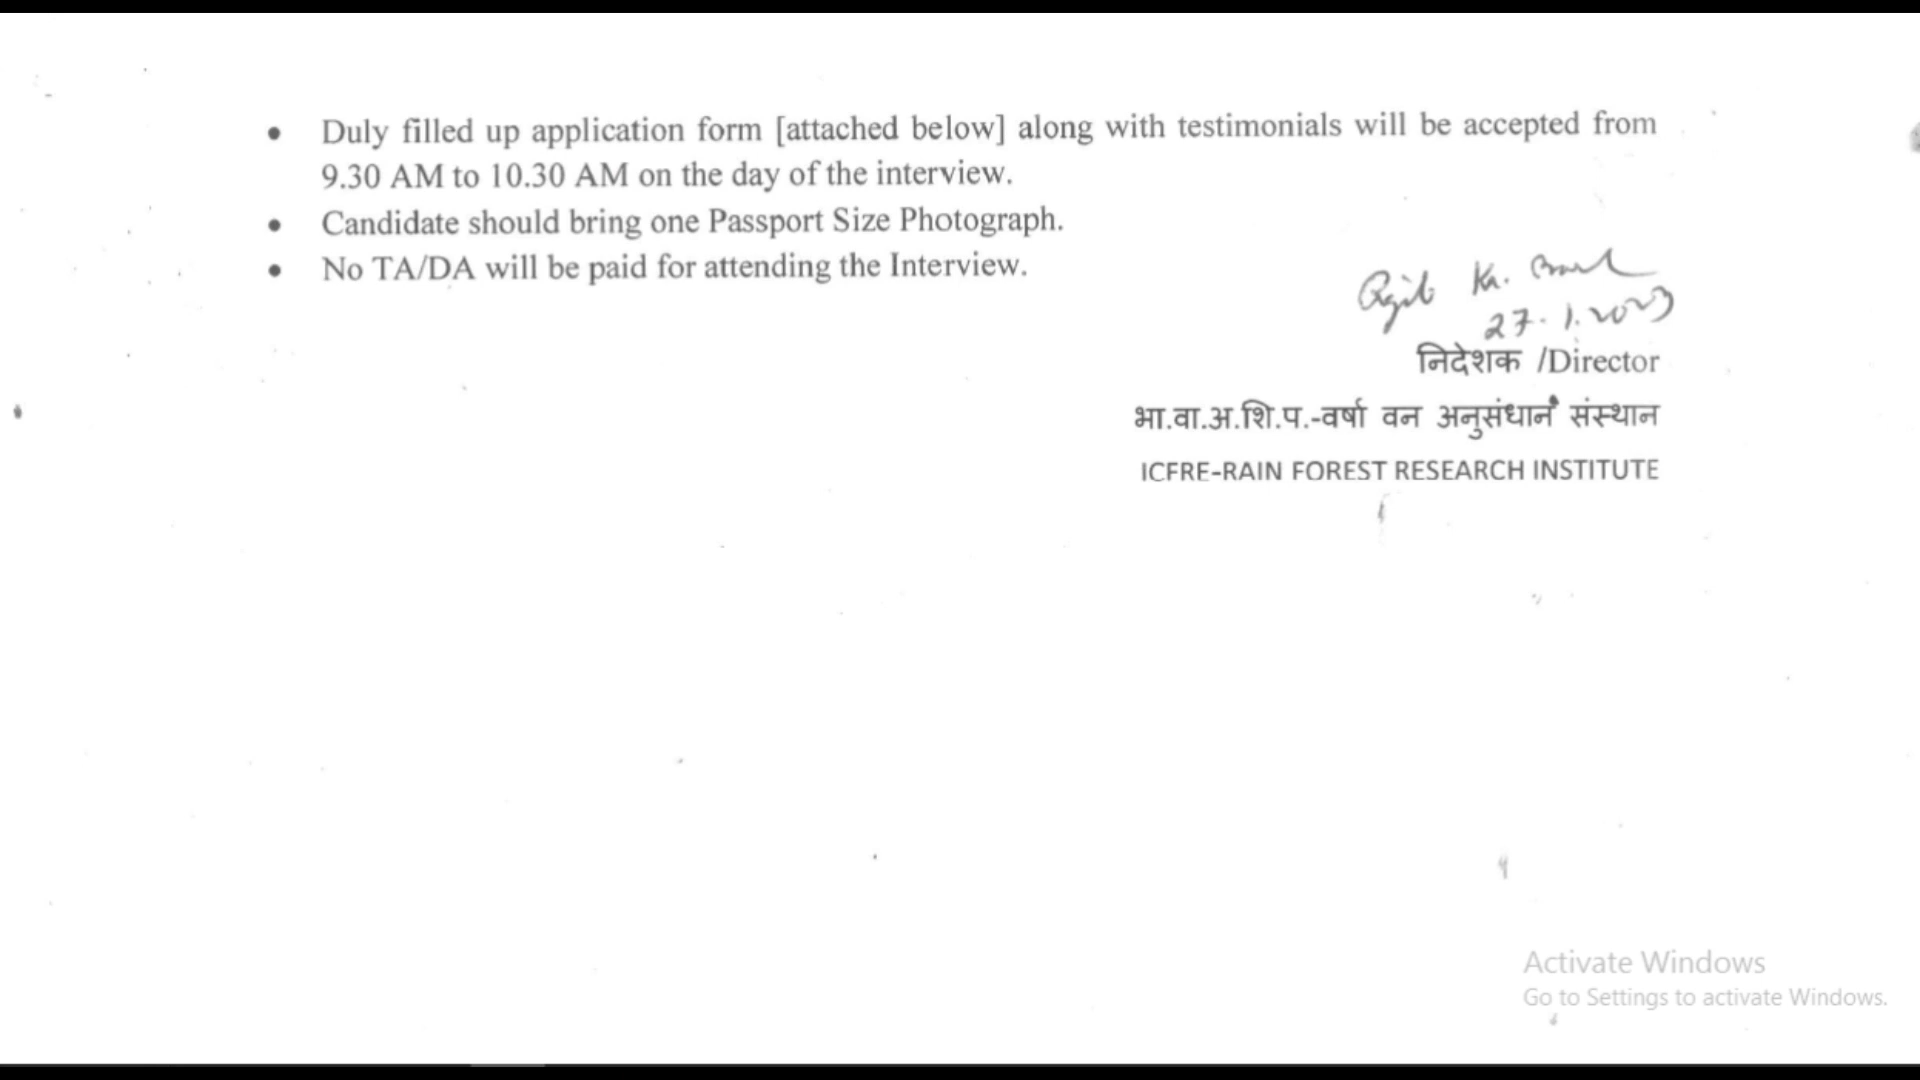 • Duly filled up application form [attached below] along with testimonials will be accepted from
9.30 AM to 10.30 AM on the day of the interview.
• Candidate should bring one Passport Size Photograph.
• No TA/DA will be paid for attending the Interview.
Ka.
27.1.2023
निदेशक /Director
भा.वा.अ.शि.प.-वर्षा वन अनुसंधान संस्थान
ICFRE-RAIN FOREST RESEARCH INSTITUTE
Activate Windows
Go to Settings to activate Windows.